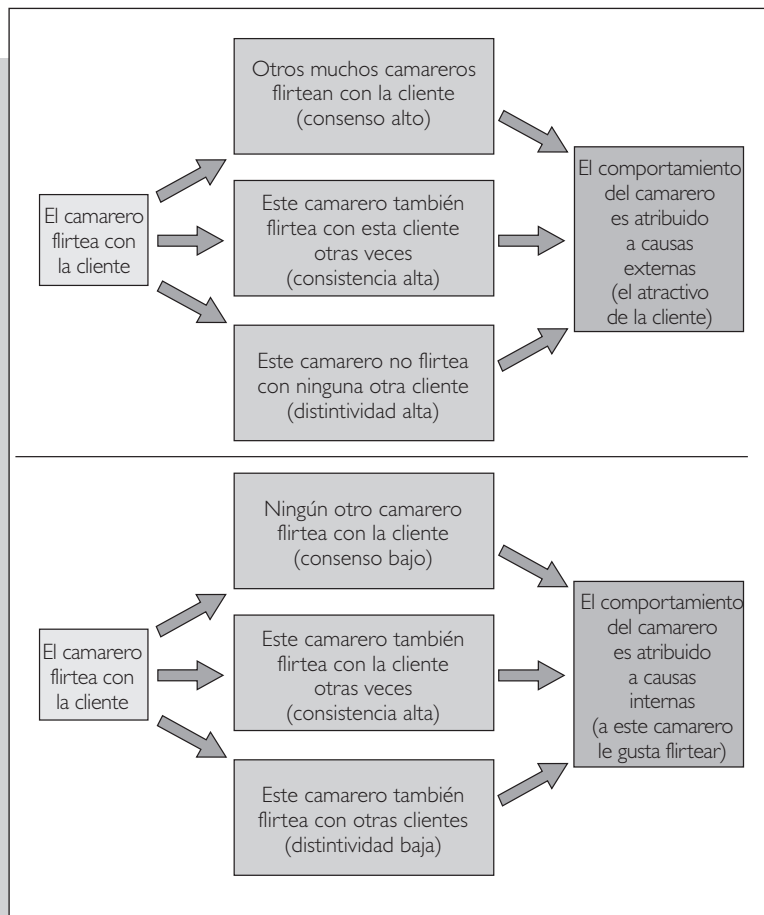 Otros muchos camareros
flirtean con la cliente
(consenso alto)
El camarero
flirtea con
la cliente
Este camarero también
flirtea con esta cliente
otras veces
(consistencia alta)
Este camarero no flirtea
con ninguna otra cliente
(distintividad alta)
El comportamiento
del camarero
es atribuido
a causas
externas
(el atractivo
de la cliente)
Ningún otro camarero
flirtea con la cliente
(consenso bajo)
El camarero
flirtea con
la cliente
Este camarero también
flirtea con la cliente
otras veces
(consistencia alta)
Este camarero también
flirtea con otras clientes
(distintividad baja)
El comportamiento
del camarero
es atribuido
a causas
internas
(a este camarero
le gusta flirtear)